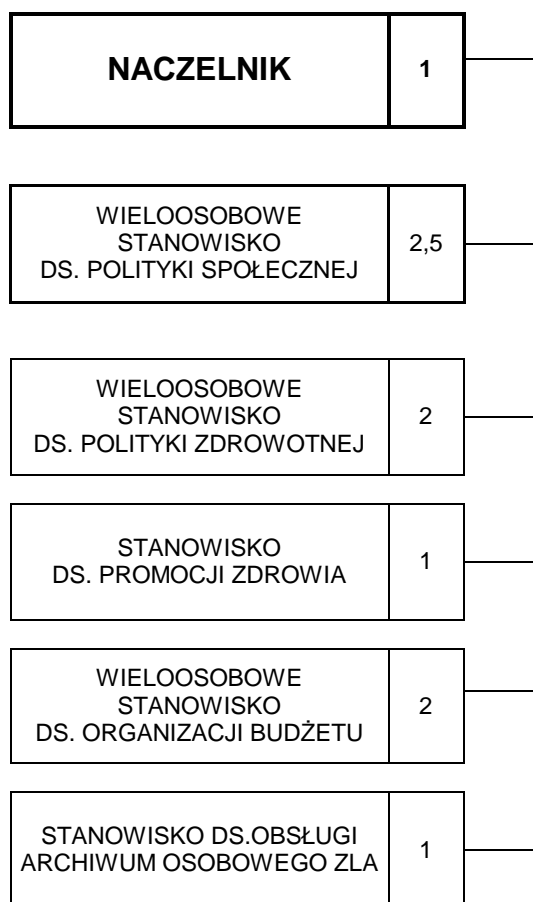 NACZELNIK
1
WIELOOSOBOWE
STANOWISKO
DS. POLITYKI SPOŁECZNEJ
2,5
WIELOOSOBOWE
STANOWISKO
DS. POLITYKI ZDROWOTNEJ
2
STANOWISKO
DS. PROMOCJI ZDROWIA
1
WIELOOSOBOWE
STANOWISKO
DS. ORGANIZACJI BUDŻETU
2
STANOWISKO DS.OBSŁUGI
ARCHIWUM OSOBOWEGO ZLA
1